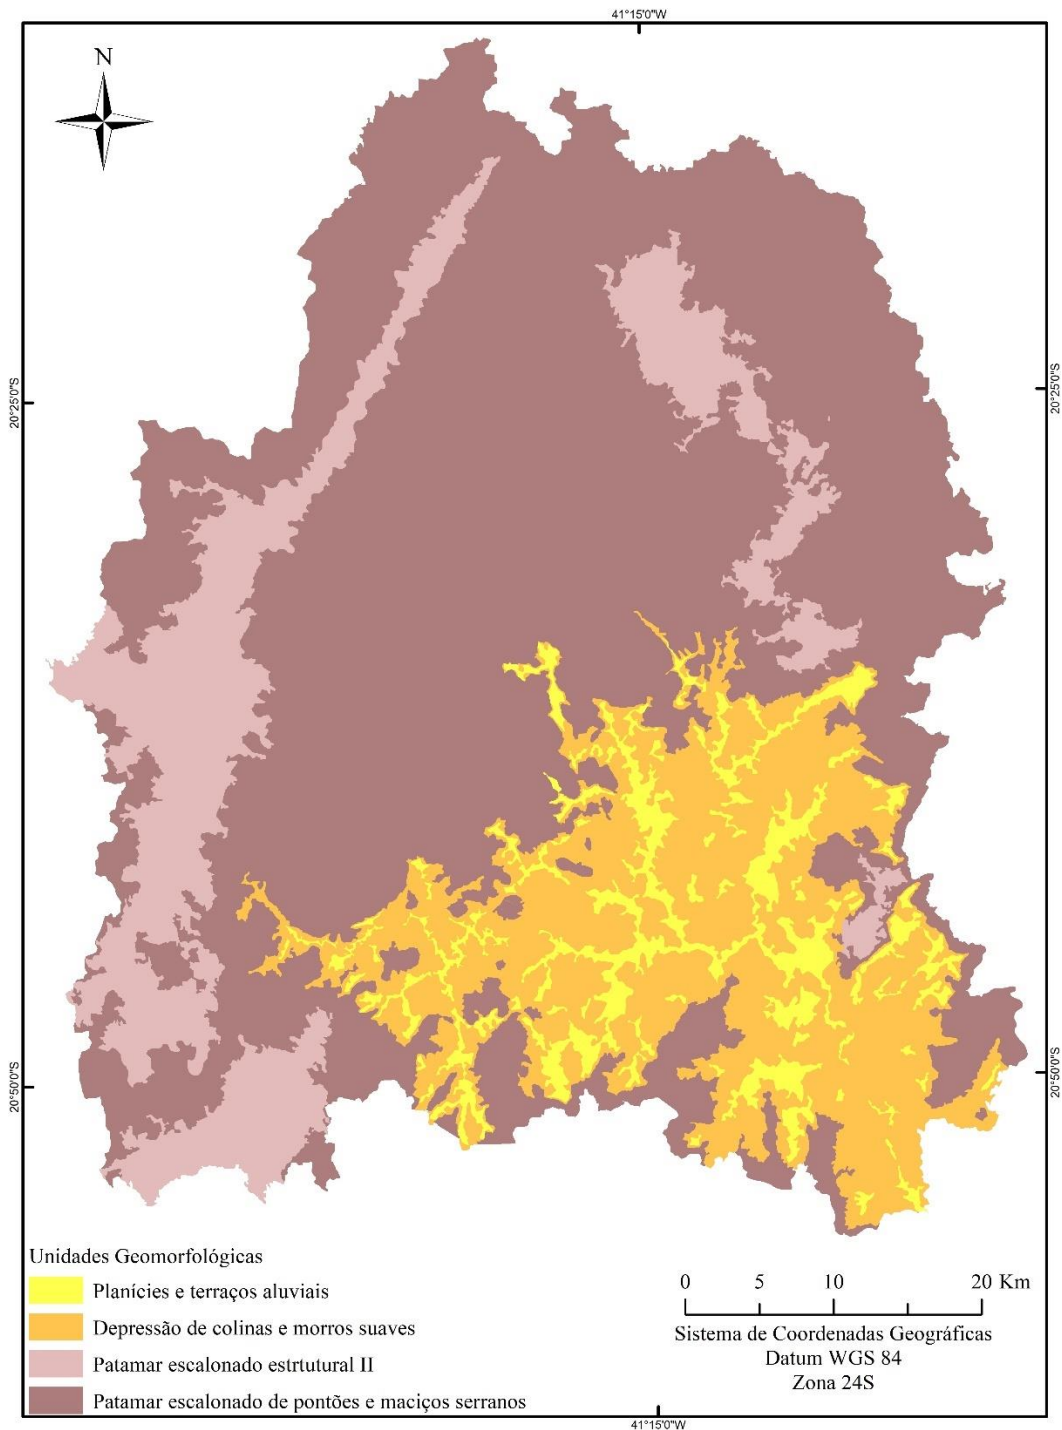 41°15'0"W
N
20°25'0"S
20°25'0"S
20°50'0"S
20°50'0"S
Unidades Geomorfológicas
Planícies e terraços aluviais
Depressão de colinas e morros suaves
Patamar escalonado estrtutural II
Patamar escalonado de pontões e maciços serranos
0 5 10 20 Km
Sistema de Coordenadas Geográficas
Datum WGS 84
Zona 24S
41°15'0"W